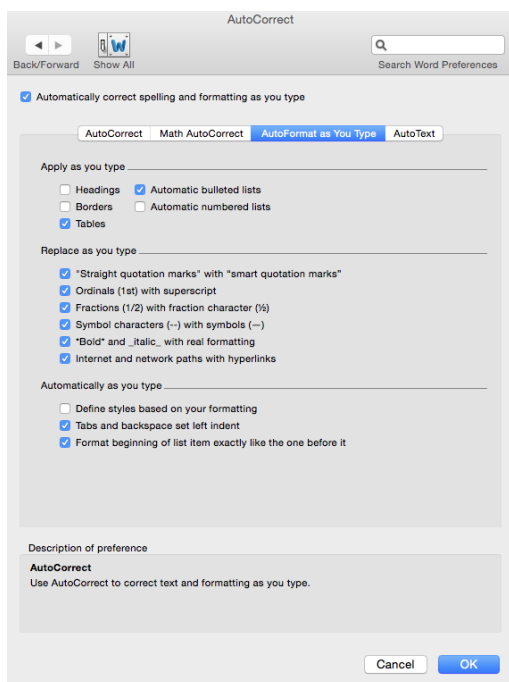 AutoCorrect
Back/Forward Show All Search Word Preferences
Automatically correct spelling and formatting as you type
AutoCorrect Math AutoCorrect AutoFormat as You Type AutoText
Apply as you type
Headings Automatic bulleted lists
Borders Automatic numbered lists
Tables
Replace as you type
"Straight quotation marks" with “smart quotation marks”
Ordinals (1st) with superscript
Fractions (1/2) with fraction character (½)
Symbol characters (--) with symbols (—)
*Bold* and _italic_ with real formatting
Internet and network paths with hyperlinks
Automatically as you type
Define styles based on your formatting
Tabs and backspace set left indent
Format beginning of list item exactly like the one before it
Description of preference
AutoCorrect
Use AutoCorrect to correct text and formatting as you type.
Cancel OK